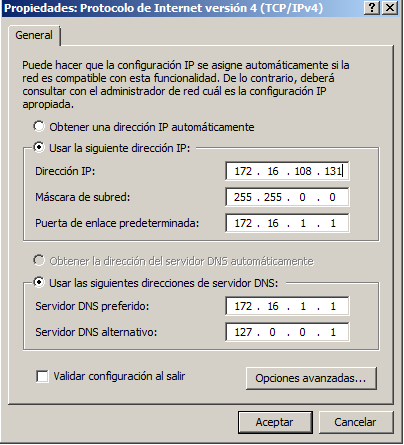 Propiedades: Protocolo de Internet versión 4 (TCP/IPv4)
General
Puede hacer que la configuración IP se asigne automáticamente si la
red es compatible con esta funcionalidad. De lo contrario, deberá
consultar con el administrador de red cuál es la configuración IP
apropiada.
Obtener una dirección IP automáticamente
Usar la siguiente dirección IP:
Dirección IP: 172 . 16 . 108 . 131
Máscara de subred: 255 . 255 . 0 . 0
Puerta de enlace predeterminada: 172 . 16 . 1 . 1
Obtener la dirección del servidor DNS automáticamente
Usar las siguientes direcciones de servidor DNS:
Servidor DNS preferido: 172 . 16 . 1 . 1
Servidor DNS alternativo: 127 . 0 . 0 . 1
Validar configuración al salir
Opciones avanzadas...
Aceptar Cancelar